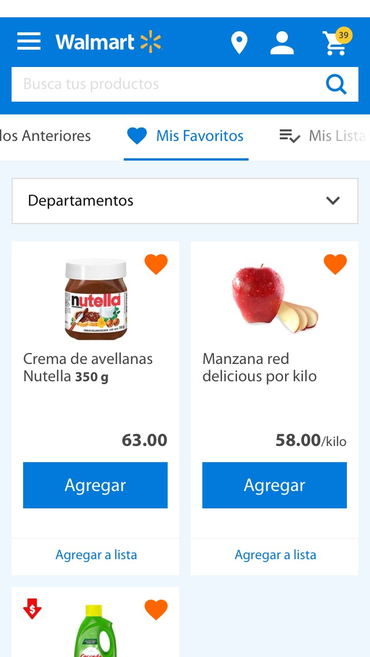 Walmart
39
Busca tus productos
los Anteriores
Mis Favoritos
Mis Lista
Departamentos
nutella
Crema de avellanas
Nutella 350 g
63.00
Agregar
Agregar a lista
Manzana red
delicious por kilo
58.00/kilo
Agregar
Agregar a lista
$